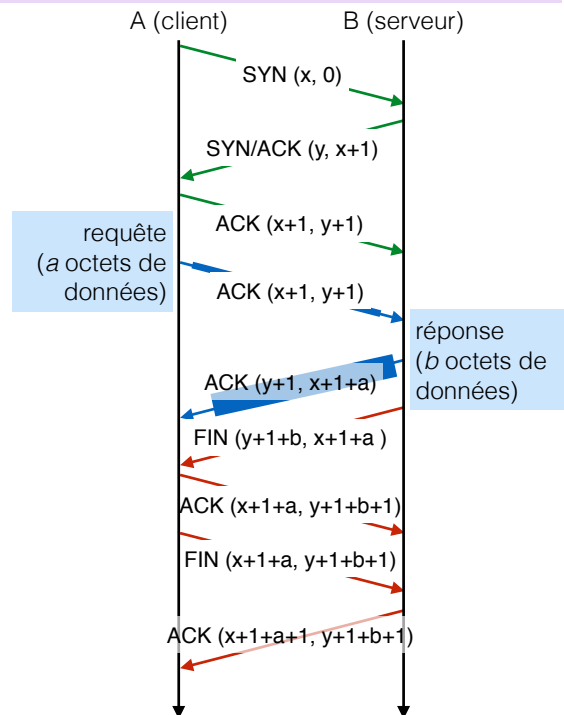 A (client)
B (serveur)
SYN (x, 0)
SYN/ACK (y, x+1)
ACK (x+1, y+1)
requête
(a octets de
données)
ACK (x+1, y+1)
réponse
(b octets de
données)
ACK (y+1, x+1+a)
FIN (y+1+b, x+1+a )
ACK (x+1+a, y+1+b+1)
FIN (x+1+a, y+1+b+1)
ACK (x+1+a+1, y+1+b+1)